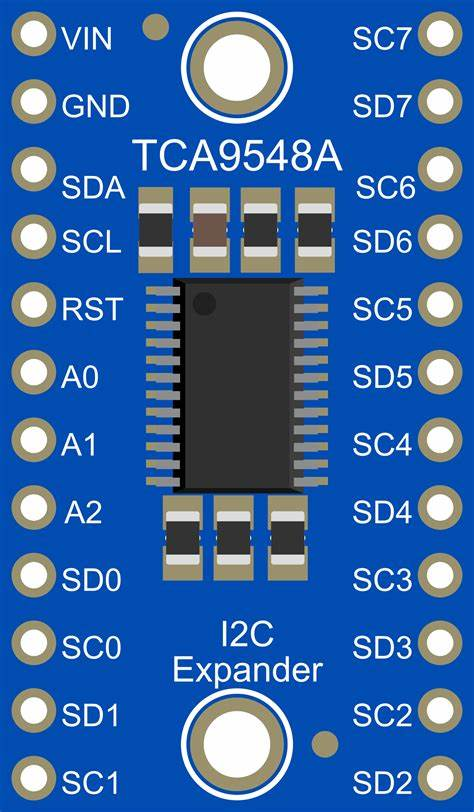 VIN SC7
GND SD7
TCA9548A
SDA SC6
SCL SD6
RST SC5
A0 SD5
A1 SC4
A2 SD4
SD0 SC3
I2C
SC0 SD3
Expander
SD1 SC2
SC1 SD2